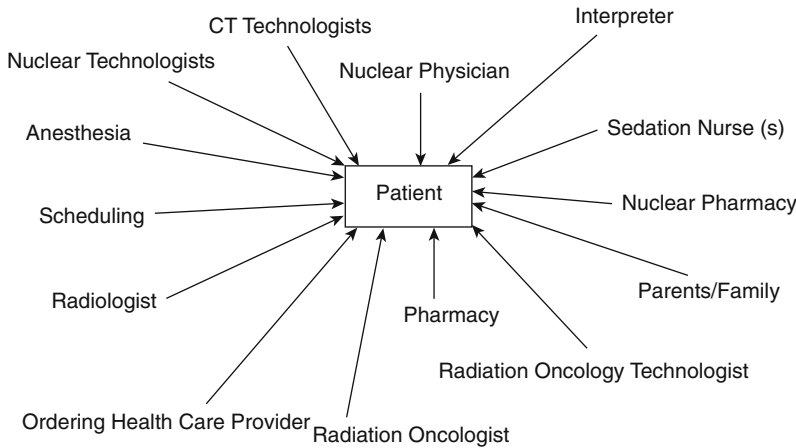 Interpreter
CT Technologists
Nuclear Technologists
Nuclear Physician
Anesthesia
Sedation Nurse (s)
Patient
Nuclear Pharmacy
Scheduling
Parents/Family
Radiologist
Pharmacy
Radiation Oncology Technologist
Ordering Health Care Provider
Radiation Oncologist